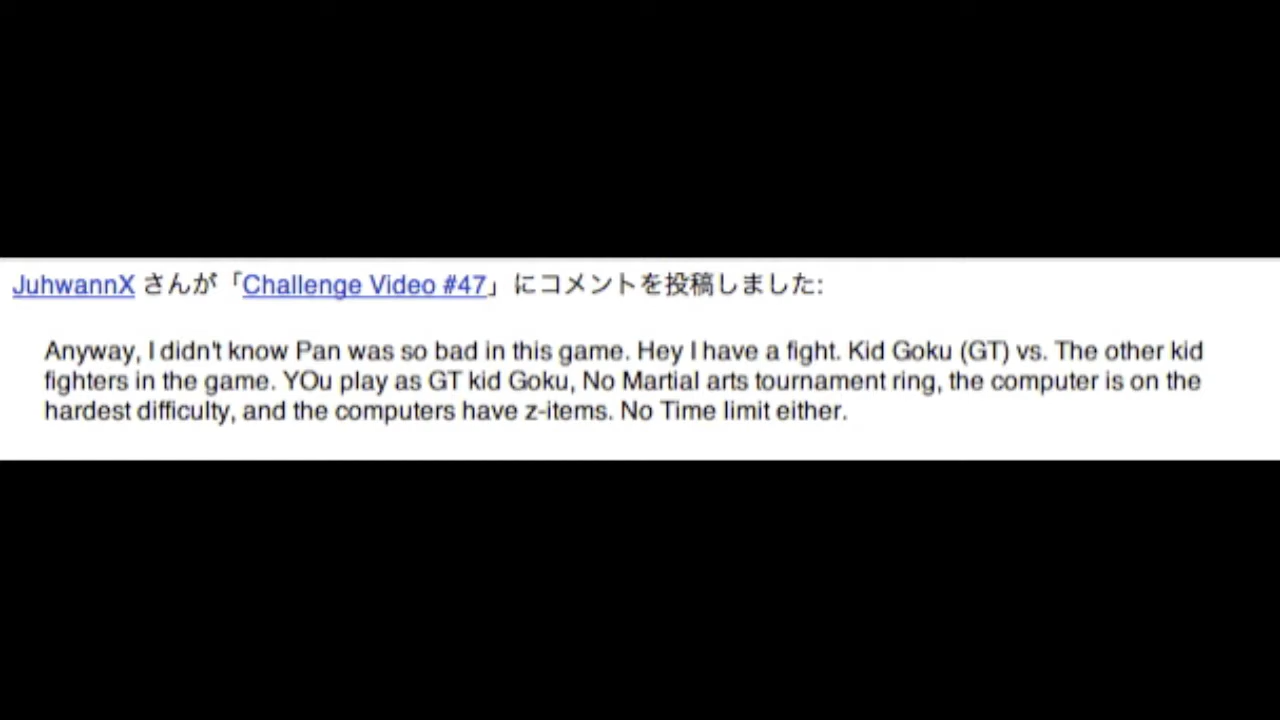 JuhwannX さんが「Challenge Video #47」にコメントを投稿しました:
Anyway, I didn't know Pan was so bad in this game. Hey I have a fight. Kid Goku (GT) vs. The other kid
fighters in the game. YOu play as GT kid Goku, No Martial arts tournament ring, the computer is on the
hardest difficulty, and the computers have z-items. No Time limit either.